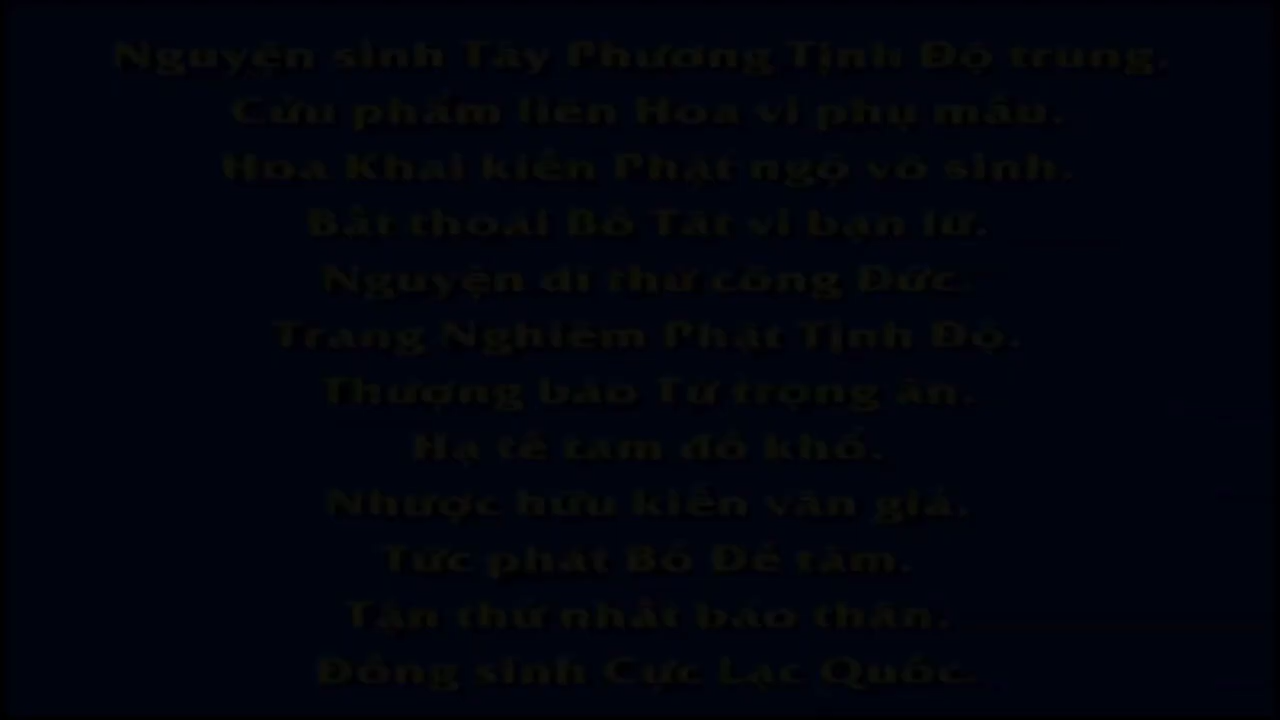 Nguyện sinh Tây Phương Tịnh Độ trung.
Cửu phẩm liên Hoa vi phụ mẫu.
Hoa Khai kiến Phật ngộ vô sinh.
Bất thoái Bồ Tát vi bạn lữ.
Nguyện dĩ thử công Đức.
Trang Nghiêm Phật Tịnh Độ.
Thượng báo Tứ trọng ân.
Hạ tế tam đồ khổ.
Nhược hữu kiến văn giả.
Tức phát Bồ Đề tâm.
Tận thử nhất báo thân.
Đồng sinh Cực Lạc Quốc.